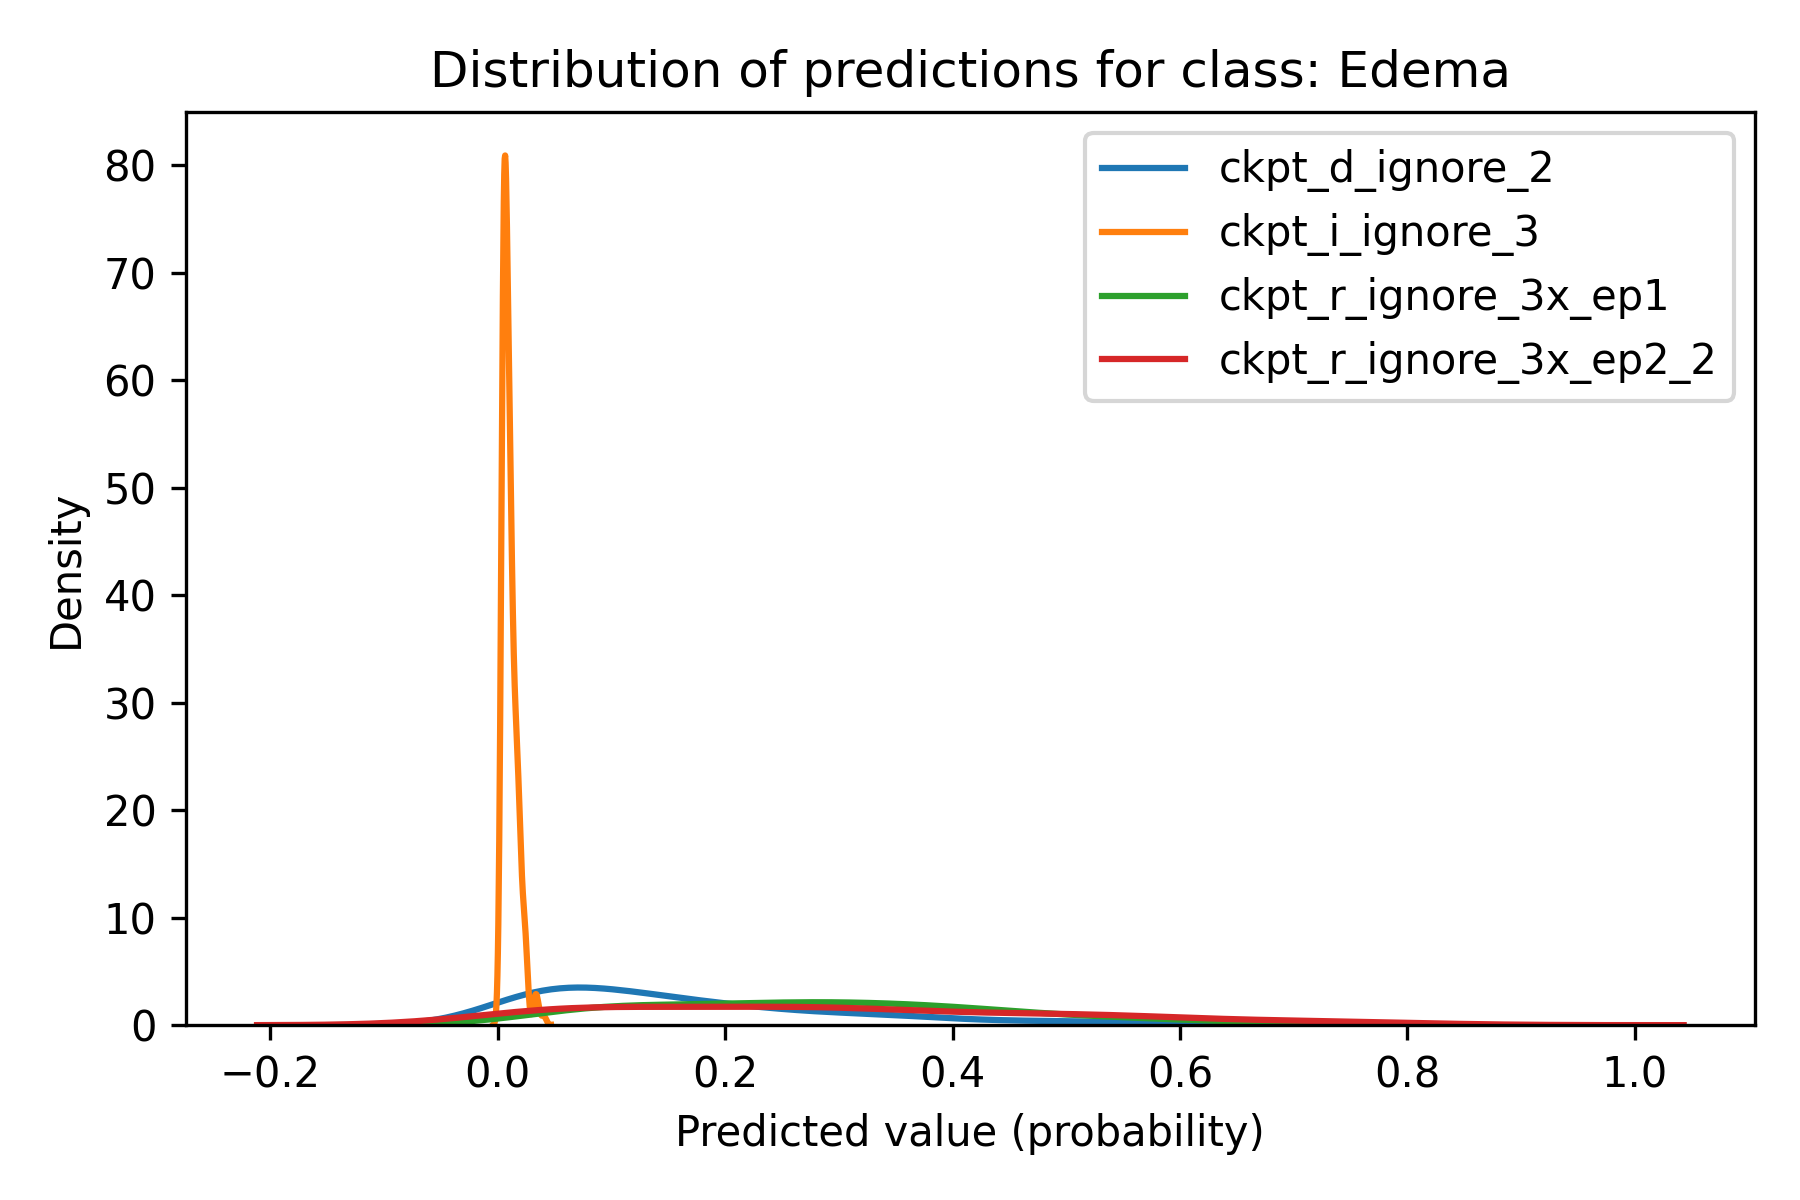 Distribution of predictions for class: Edema
ckpt_d_ignore_2
ckpt_i_ignore_3
ckpt_r_ignore_3x_ep1
ckpt_r_ignore_3x_ep2_2
Density
80
70
60
50
40
30
20
10
0
−0.2 0.0 0.2 0.4 0.6 0.8 1.0
Predicted value (probability)